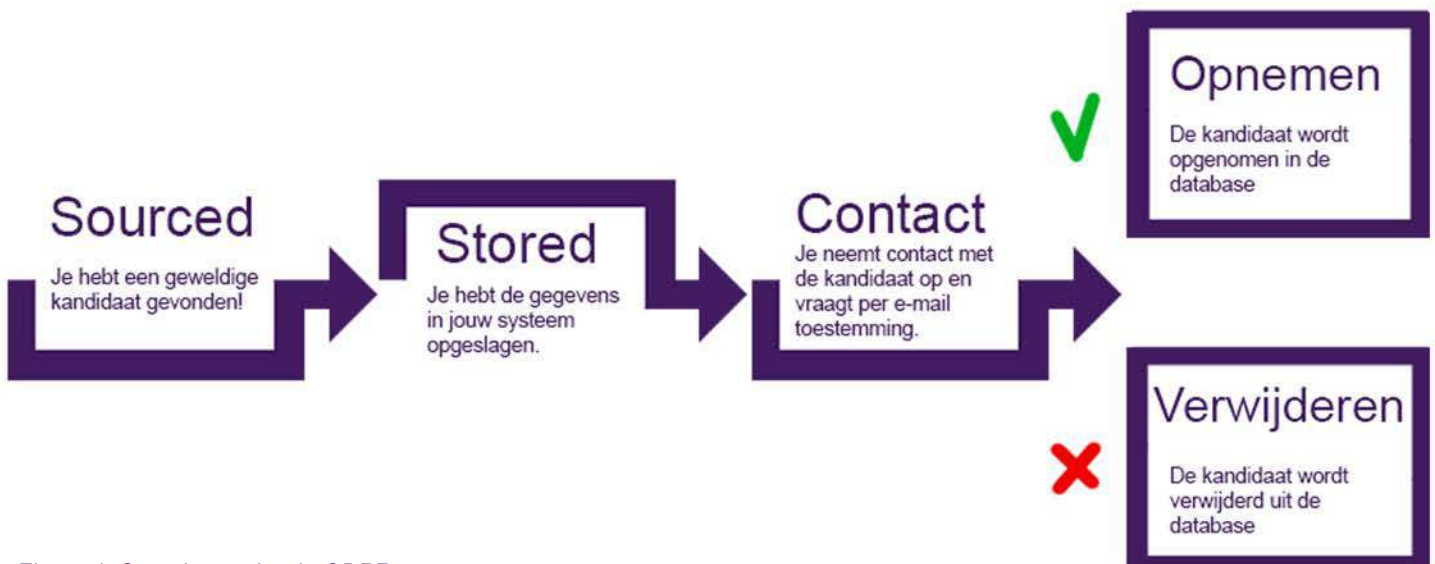 Sourced
Je hebt een geweldige
kandidaat gevonden!
Stored
Je hebt de gegevens
in jouw systeem
opgeslagen.
Contact
Je neemt contact met
de kandidaat op en
vraagt per e-mail
toestemming.
Opnemen
De kandidaat wordt
opgenomen in de
database
Verwijderen
De kandidaat wordt
verwijderd uit de
database